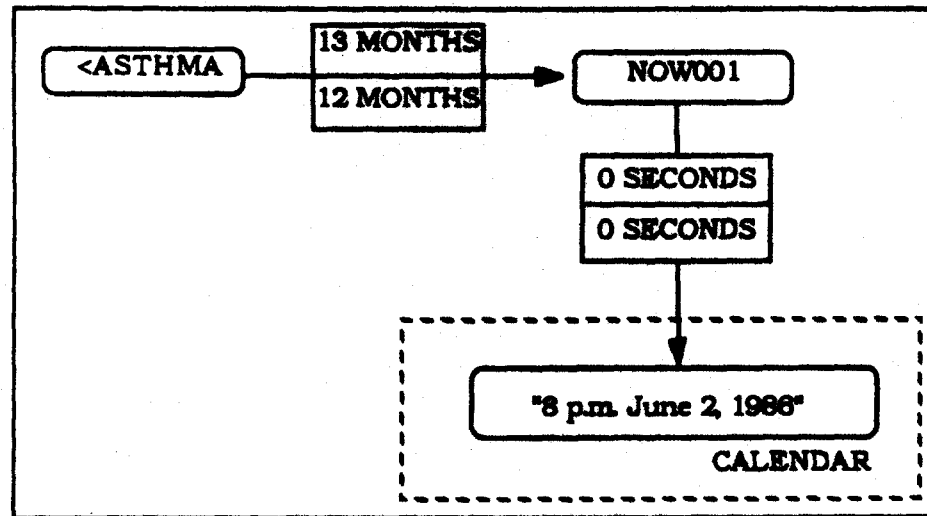 <ASTHMA
13 MONTHS
12 MONTHS
NOW001
0 SECONDS
0 SECONDS
"8 p.m. June 2, 1986"
CALENDAR